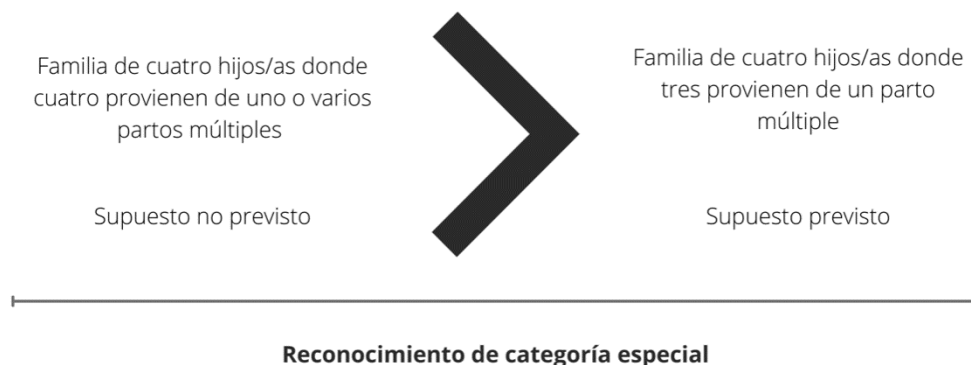 Familia de cuatro hijos/as donde
cuatro provienen de uno o varios
partos múltiples
Supuesto no previsto
Familia de cuatro hijos/as donde
tres provienen de un parto
múltiple
Supuesto previsto
Reconocimiento de categoría especial